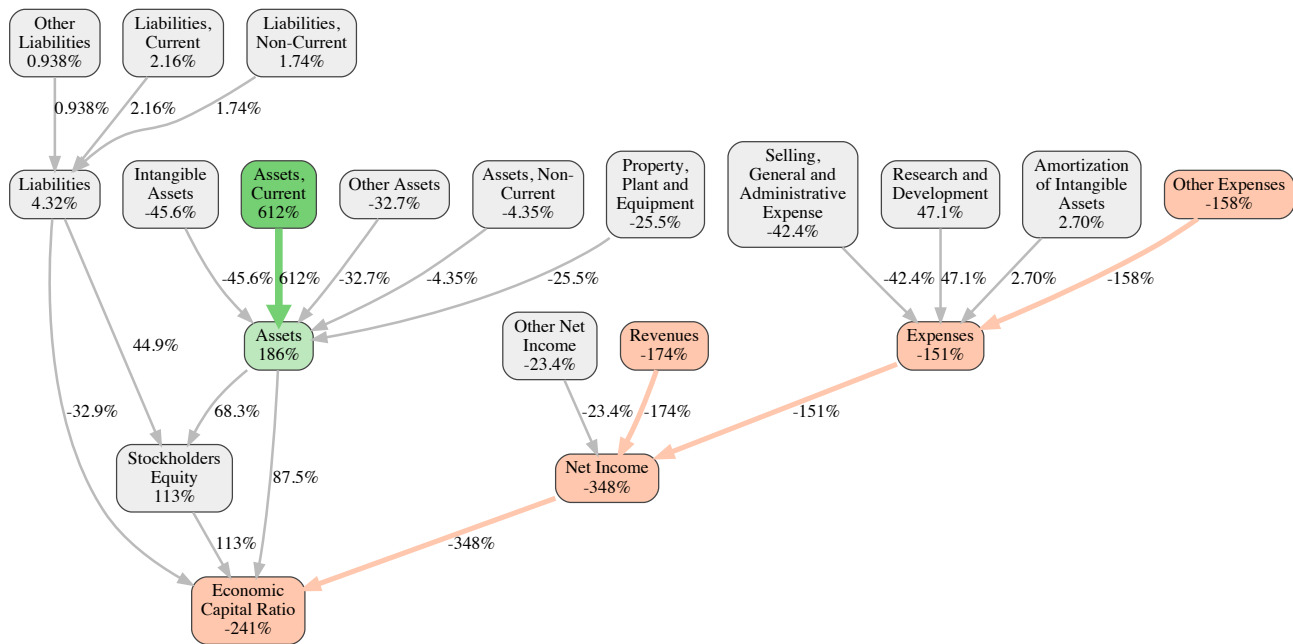 Other
Liabilities
0.938%
Liabilities,
Current
2.16%
Liabilities,
Non-Current
1.74%
0.938%
2.16%
1.74%
Liabilities
4.32%
Intangible
Assets
-45.6%
Assets,
Current
612%
Other Assets
-32.7%
Assets, Non-
Current
-4.35%
Property,
Plant and
Equipment
-25.5%
Selling,
General and
Administrative
Expense
-42.4%
Research and
Development
47.1%
Amortization
of Intangible
Assets
2.70%
Other Expenses
-158%
-45.6%
612%
-32.7%
-4.35%
-25.5%
-42.4%
47.1%
2.70%
-158%
Assets
186%
Other Net
Income
-23.4%
Revenues
-174%
Expenses
-151%
44.9%
-32.9%
68.3%
87.5%
-23.4%
-174%
-151%
Stockholders
Equity
113%
Net Income
-348%
113%
-348%
Economic
Capital Ratio
-241%